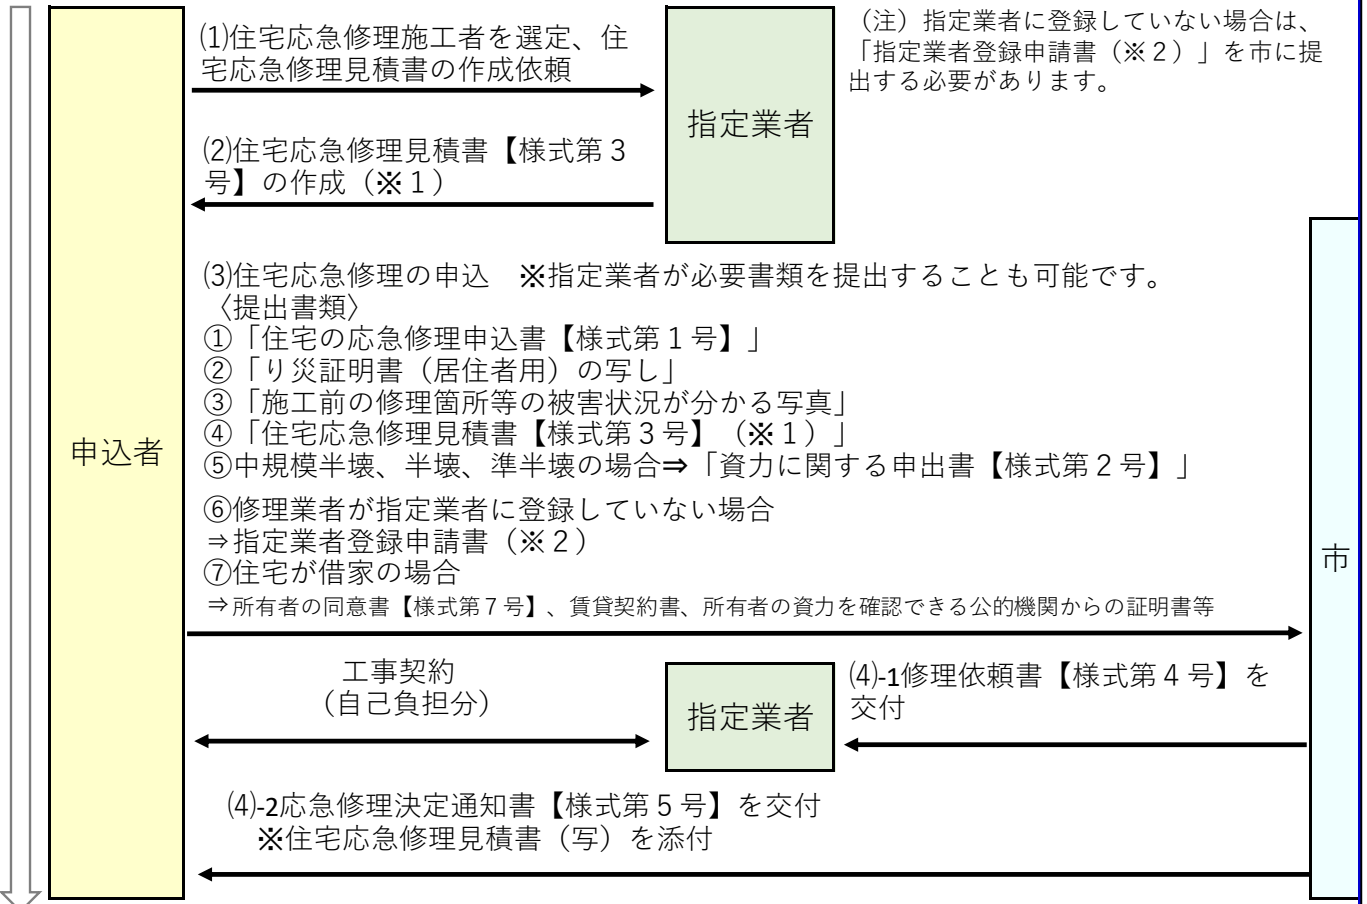 ⑴住宅応急修理施工者を選定、住
宅応急修理見積書の作成依頼
（注）指定業者に登録していない場合は、
「指定業者登録申請書（※２）」を市に提
出する必要があります。
指定業者
⑵住宅応急修理見積書【様式第３
号】の作成（※１）
⑶住宅応急修理の申込　※指定業者が必要書類を提出することも可能です。
〈提出書類〉
①「住宅の応急修理申込書【様式第１号】」
②「り災証明書（居住者用）の写し」
③「施工前の修理箇所等の被害状況が分かる写真」
④「住宅応急修理見積書【様式第３号】（※１）」
⑤中規模半壊、半壊、準半壊の場合⇒「資力に関する申出書【様式第２号】」
⑥修理業者が指定業者に登録していない場合
⇒指定業者登録申請書（※２）
⑦住宅が借家の場合
⇒所有者の同意書【様式第７号】、賃貸契約書、所有者の資力を確認できる公的機関からの証明書等
申込者
市
工事契約
（自己負担分）
指定業者
⑷-1修理依頼書【様式第４号】を
交付
⑷-2応急修理決定通知書【様式第５号】を交付
※住宅応急修理見積書（写）を添付